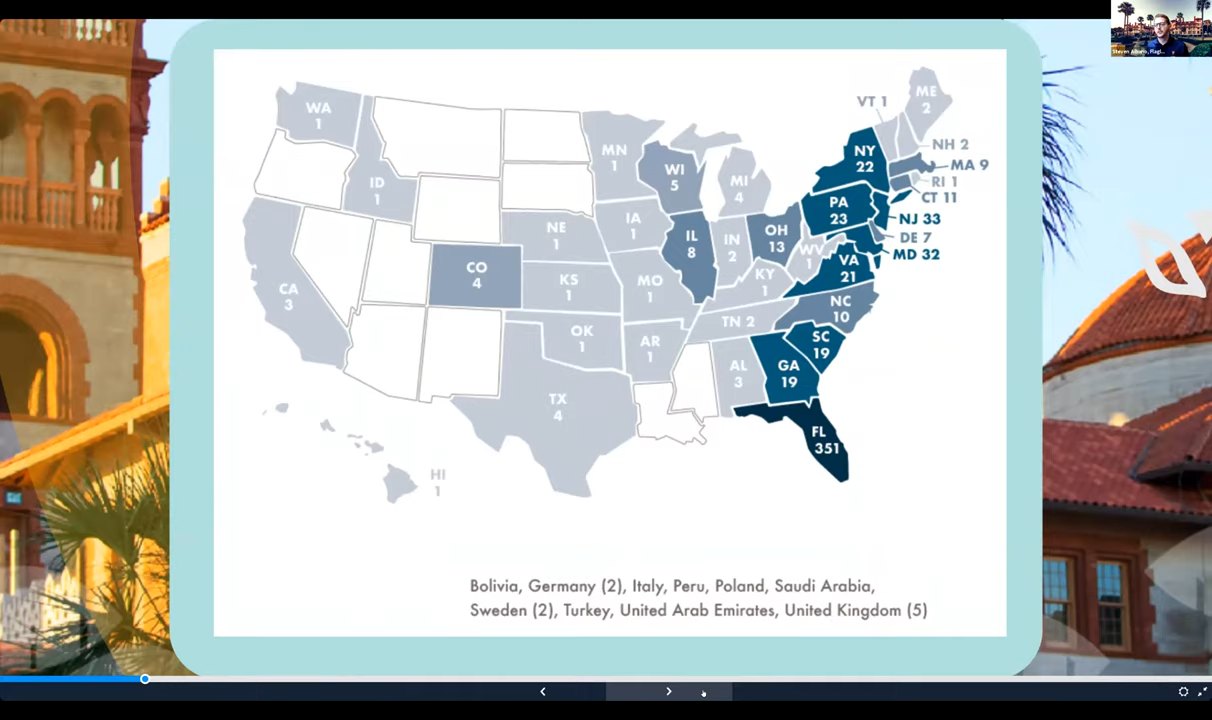 Steven Albano, Flagl...
WA
1
VT 1
ME
2
MN
1
NY
22
NH 2
MA 9
WI
5
MI
4
ID
1
RI 1
CT 11
PA
23
IA
1
NJ 33
NE
1
IL
8
IN
2
OH
13
DE 7
WV
1
MD 32
CO
4
VA
21
CA
3
KS
1
MO
1
KY
1
NC
10
TN 2
OK
1
AR
1
SC
19
AL
3
GA
19
TX
4
FL
351
HI
1
Bolivia, Germany (2), Italy, Peru, Poland, Saudi Arabia,
Sweden (2), Turkey, United Arab Emirates, United Kingdom (5)